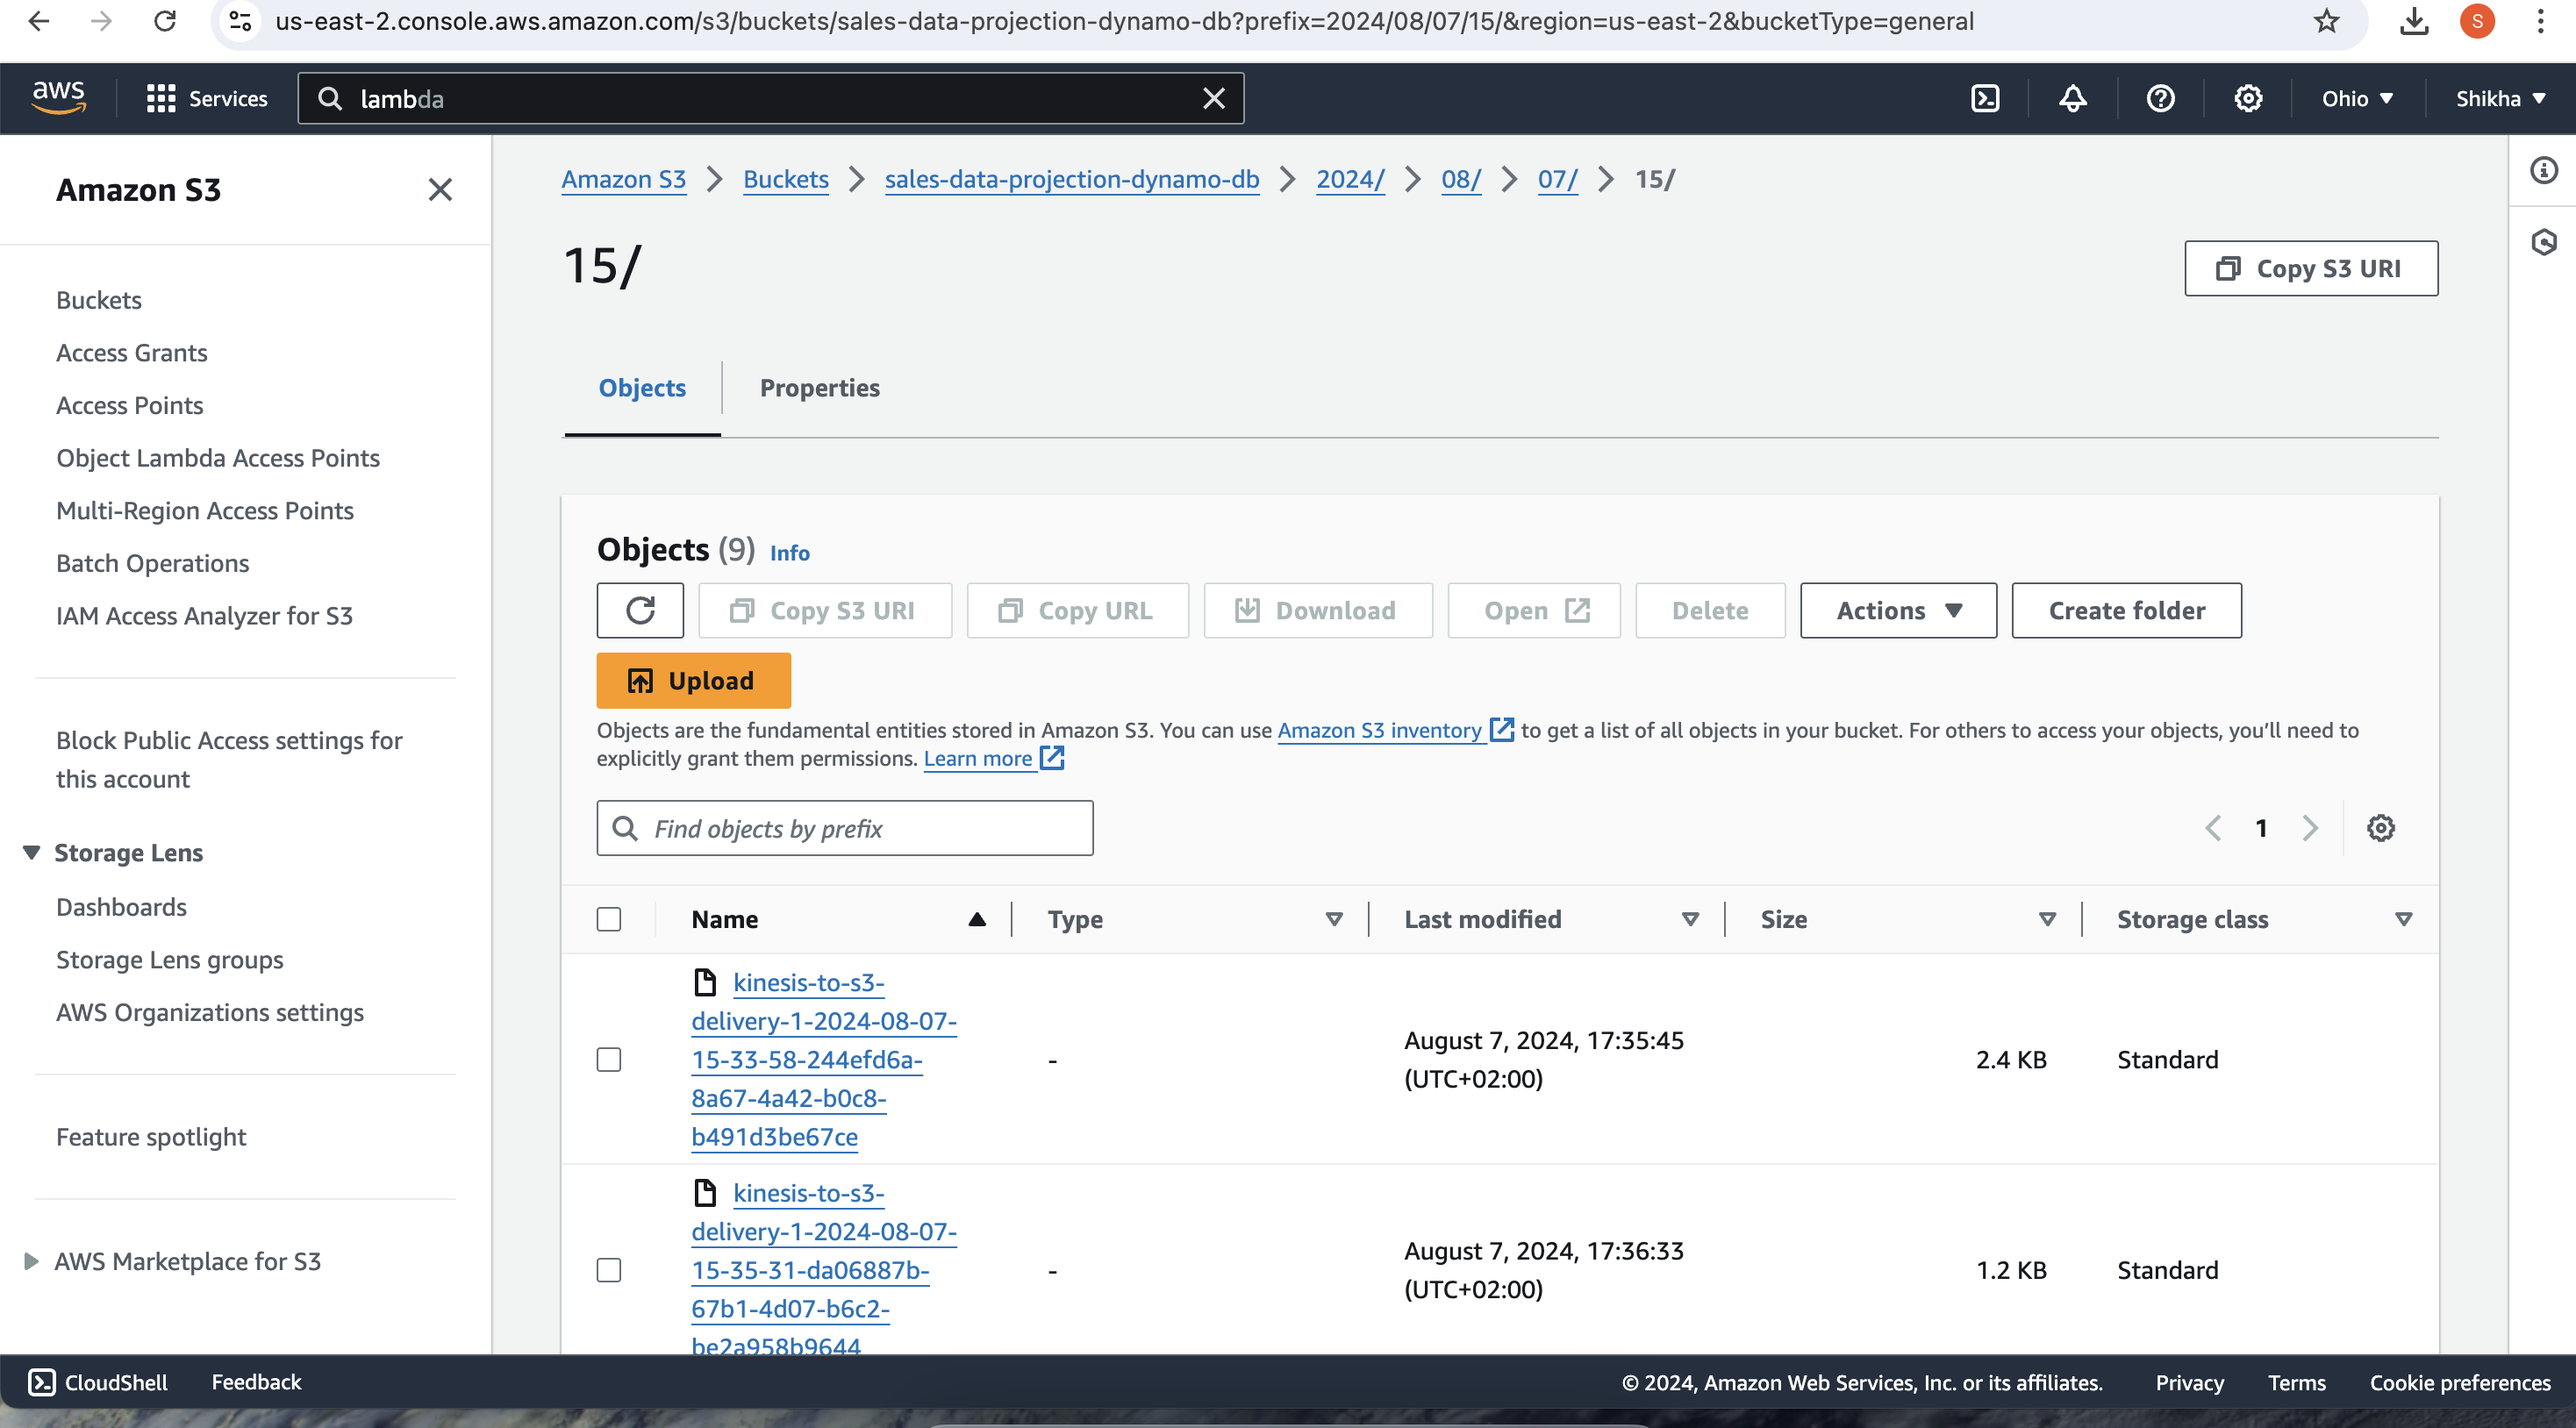 us-east-2.console.aws.amazon.com/s3/buckets/sales-data-projection-dynamo-db?prefix=2024/08/07/15/&region=us-east-2&bucketType=general
S
aws
Services
lambda
Ohio
Shikha
Amazon S3
Buckets
Access Grants
Access Points
Object Lambda Access Points
Multi-Region Access Points
Batch Operations
IAM Access Analyzer for S3
Block Public Access settings for
this account
Storage Lens
Dashboards
Storage Lens groups
AWS Organizations settings
Feature spotlight
AWS Marketplace for S3
Amazon S3 > Buckets > sales-data-projection-dynamo-db > 2024/ > 08/ > 07/ > 15/
15/
Copy S3 URI
Objects
Properties
Objects (9) Info
Copy S3 URI
Copy URL
Download
Open
Delete
Actions
Create folder
Upload
Objects are the fundamental entities stored in Amazon S3. You can use Amazon S3 inventory to get a list of all objects in your bucket. For others to access your objects, you’ll need to
explicitly grant them permissions. Learn more
Find objects by prefix
1
Name
Type
Last modified
Size
Storage class
kinesis-to-s3-
delivery-1-2024-08-07-
15-33-58-244efd6a-
8a67-4a42-b0c8-
b491d3be67ce
-
August 7, 2024, 17:35:45
(UTC+02:00)
2.4 KB
Standard
kinesis-to-s3-
delivery-1-2024-08-07-
15-35-31-da06887b-
67b1-4d07-b6c2-
be2a958b9644
-
August 7, 2024, 17:36:33
(UTC+02:00)
1.2 KB
Standard
CloudShell
Feedback
© 2024, Amazon Web Services, Inc. or its affiliates.
Privacy
Terms
Cookie preferences